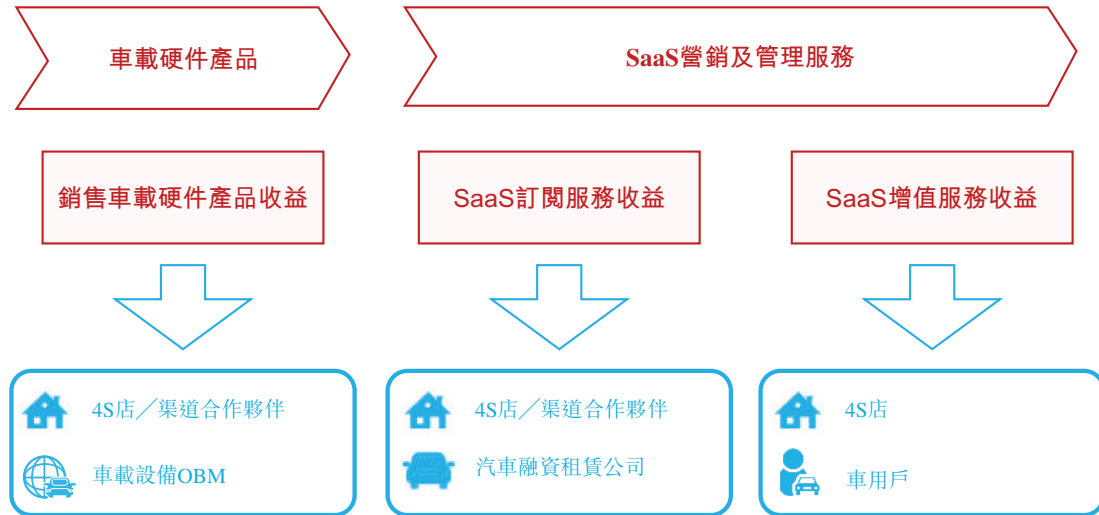 車載硬件產品
SaaS營銷及管理服務
銷售車載硬件產品收益
SaaS訂閱服務收益
SaaS增值服務收益
4S店╱渠道合作夥伴
車載設備OBM
4S店╱渠道合作夥伴
汽車融資租賃公司
4S店
車用戶